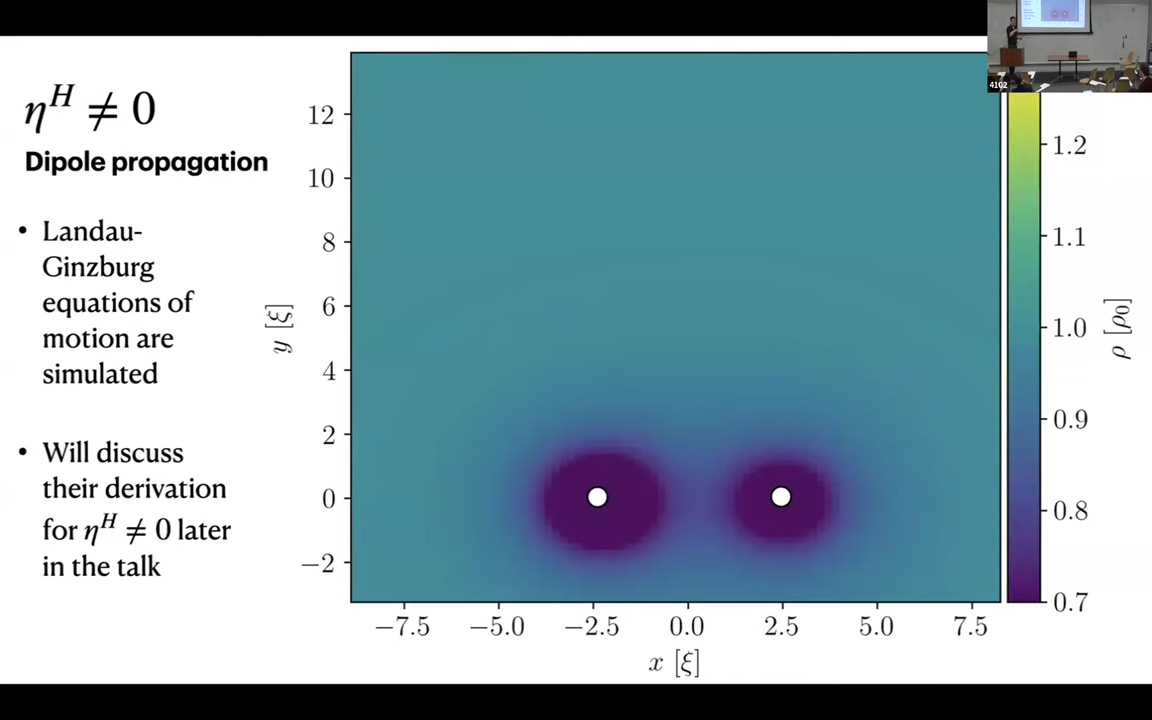 η^H ≠ 0
Dipole propagation
• Landau-
Ginzburg
equations of
motion are
simulated
• Will discuss
their derivation
for η^H ≠ 0 later
in the talk
12
10
8
6
4
2
0
−2
y [ξ]
−7.5 −5.0 −2.5 0.0 2.5 5.0 7.5
x [ξ]
1.2
1.1
1.0
0.9
0.8
0.7
ρ [ρ₀]
4102